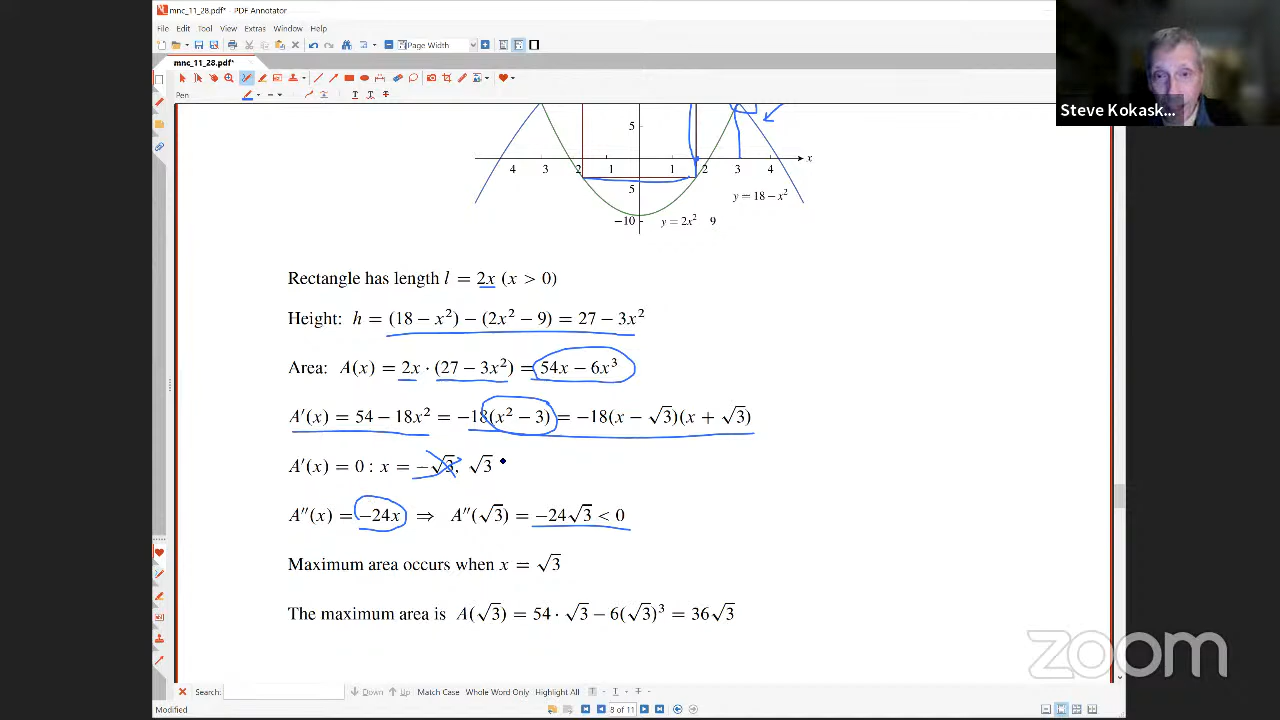 mnc_11_28.pdf* - PDF Annotator
File Edit Tool View Extras Window Help
Page Width
mnc_11_28.pdf*
Pen
Steve Kokask...
5
4 3 2 1 1 2 3 4 x
5
y = 18 − x²
−10 y = 2x² 9
Rectangle has length l = 2x (x > 0)
Height: h = (18 − x²) − (2x² − 9) = 27 − 3x²
Area: A(x) = 2x · (27 − 3x²) = 54x − 6x³
A′(x) = 54 − 18x² = −18(x² − 3) = −18(x − √3)(x + √3)
A′(x) = 0 : x = −√3, √3
A″(x) = −24x ⇒ A″(√3) = −24√3 < 0
Maximum area occurs when x = √3
The maximum area is A(√3) = 54 · √3 − 6(√3)³ = 36√3
zoom
Search: Down Up Match Case Whole Word Only Highlight All
8 of 11
Modified